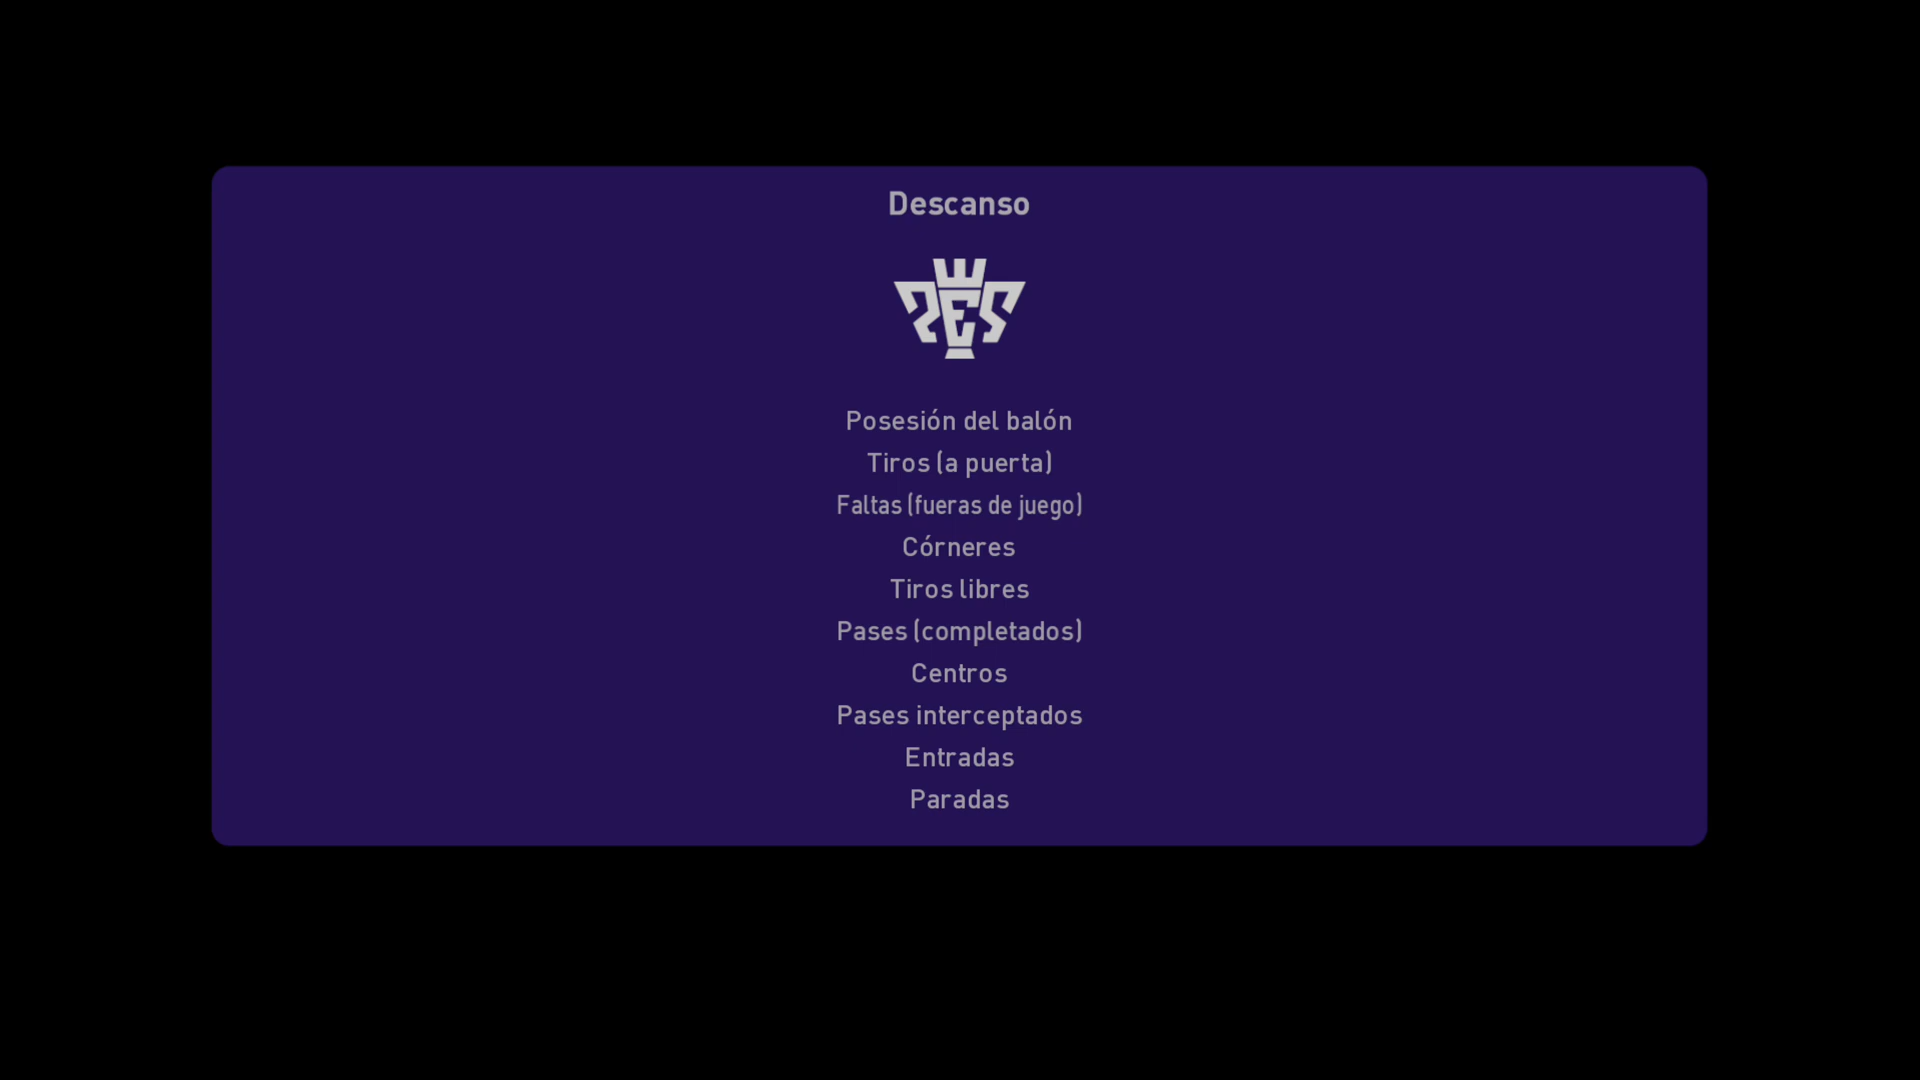 Descanso
PES
Posesión del balón
Tiros (a puerta)
Faltas (fueras de juego)
Córneres
Tiros libres
Pases (completados)
Centros
Pases interceptados
Entradas
Paradas